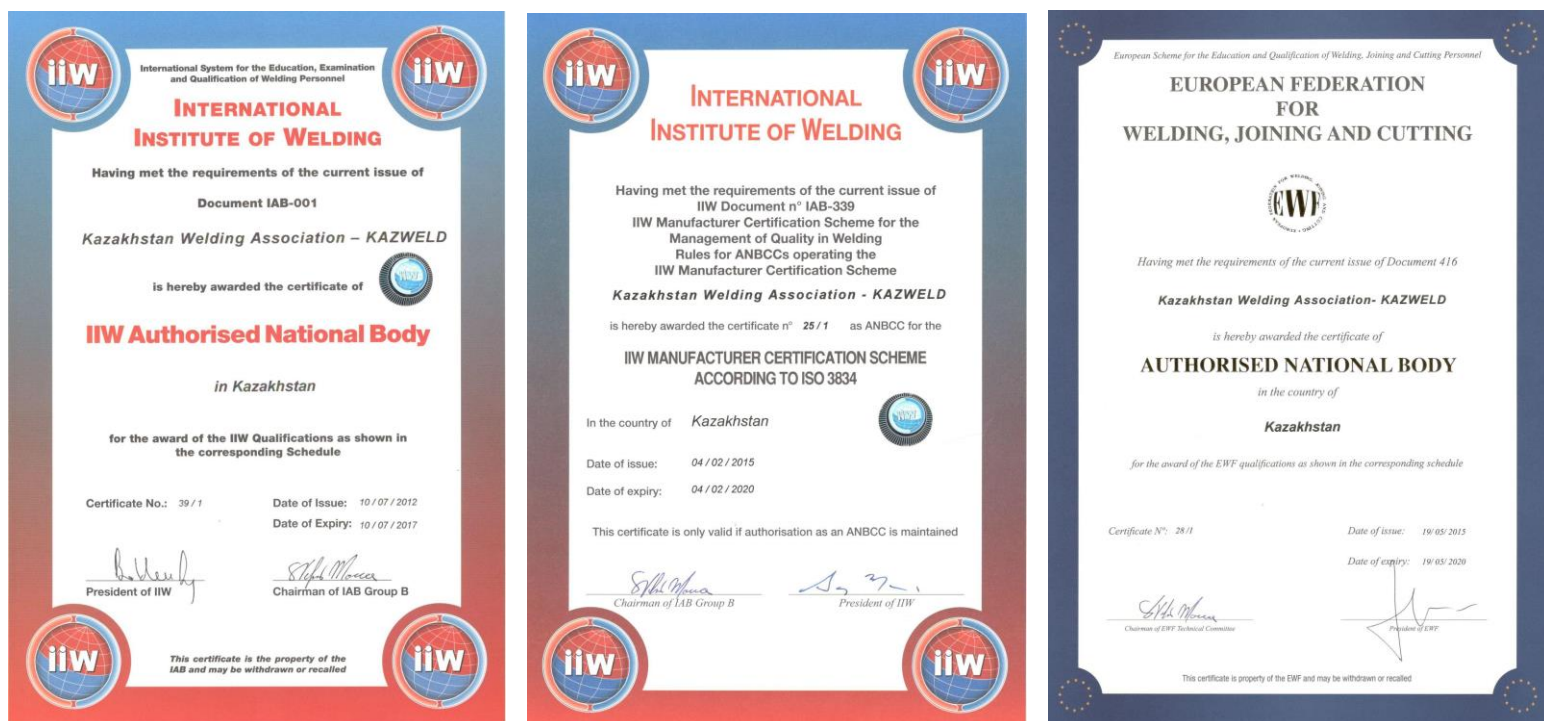 iiw
iiw
International System for the Education, Examination
and Qualification of Welding Personnel
INTERNATIONAL
INSTITUTE OF WELDING
Having met the requirements of the current issue of
Document IAB-001
Kazakhstan Welding Association – KAZWELD
is hereby awarded the certificate of
IIW Authorised National Body
in Kazakhstan
for the award of the IIW Qualifications as shown in
the corresponding Schedule
Certificate No.: 39 / 1
Date of Issue: 10 / 07 / 2012
Date of Expiry: 10 / 07 / 2017
President of IIW
Chairman of IAB Group B
iiw
iiw
This certificate is the property of the
IAB and may be withdrawn or recalled
iiw
iiw
INTERNATIONAL
INSTITUTE OF WELDING
Having met the requirements of the current issue of
IIW Document n° IAB-339
IIW Manufacturer Certification Scheme for the
Management of Quality in Welding
Rules for ANBCCs operating the
IIW Manufacturer Certification Scheme
Kazakhstan Welding Association - KAZWELD
is hereby awarded the certificate n° 25 / 1 as ANBCC for the
IIW MANUFACTURER CERTIFICATION SCHEME
ACCORDING TO ISO 3834
In the country of Kazakhstan
Date of issue: 04 / 02 / 2015
Date of expiry: 04 / 02 / 2020
This certificate is only valid if authorisation as an ANBCC is maintained
Chairman of IAB Group B
President of IIW
iiw
iiw
European Scheme for the Education and Qualification of Welding, Joining and Cutting Personnel
EUROPEAN FEDERATION
FOR
WELDING, JOINING AND CUTTING
EWF
EUROPEAN FEDERATION FOR WELDING, JOINING AND CUTTING
Having met the requirements of the current issue of Document 416
Kazakhstan Welding Association- KAZWELD
is hereby awarded the certificate of
AUTHORISED NATIONAL BODY
in the country of
Kazakhstan
for the award of the EWF qualifications as shown in the corresponding schedule
Certificate N°: 28 /1
Date of issue: 19/ 05/ 2015
Date of expiry: 19/ 05/ 2020
Chairman of EWF Technical Committee
President of EWF
This certificate is property of the EWF and may be withdrawn or recalled